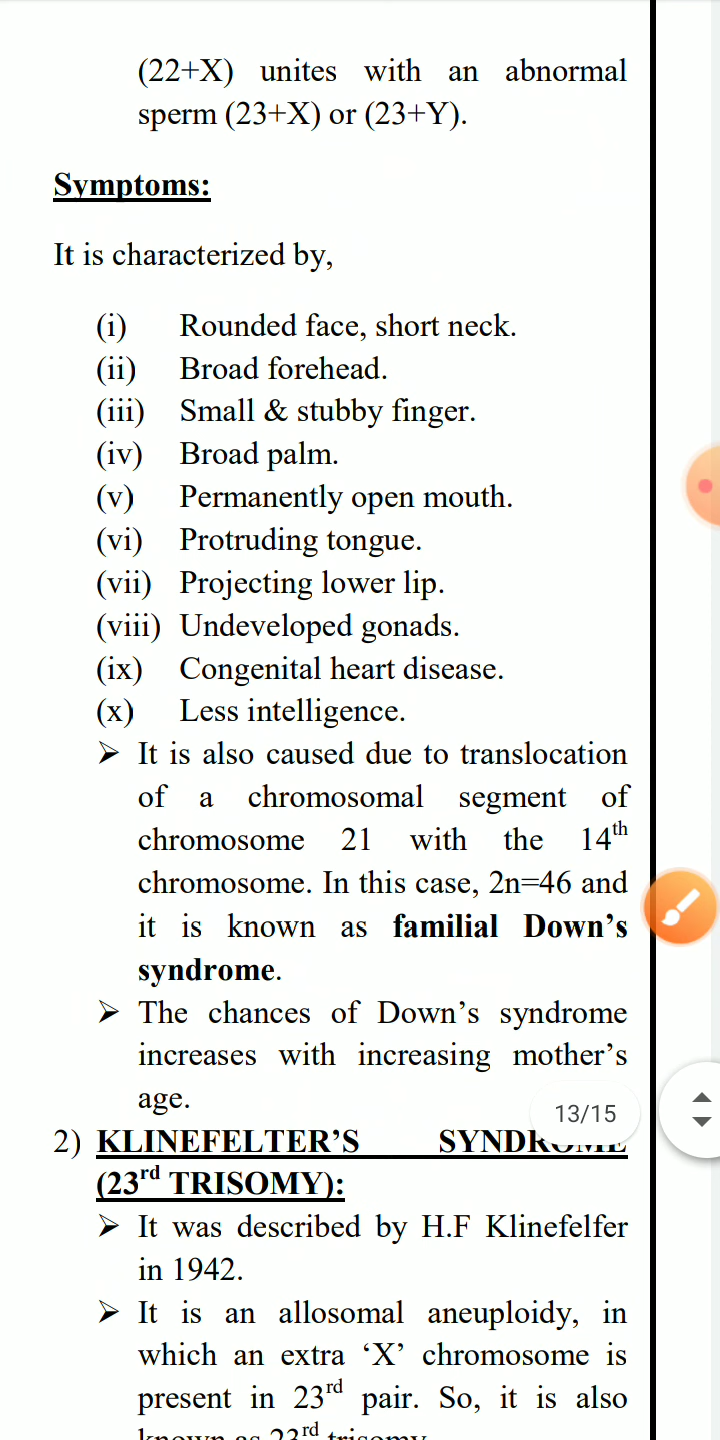 (22+X) unites with an abnormal
sperm (23+X) or (23+Y).
Symptoms:
It is characterized by,
(i) Rounded face, short neck.
(ii) Broad forehead.
(iii) Small & stubby finger.
(iv) Broad palm.
(v) Permanently open mouth.
(vi) Protruding tongue.
(vii) Projecting lower lip.
(viii) Undeveloped gonads.
(ix) Congenital heart disease.
(x) Less intelligence.
➢ It is also caused due to translocation
of a chromosomal segment of
chromosome 21 with the 14th
chromosome. In this case, 2n=46 and
it is known as familial Down’s
syndrome.
➢ The chances of Down’s syndrome
increases with increasing mother’s
age.
13/15
2) KLINEFELTER’S SYNDROME
(23rd TRISOMY):
➢ It was described by H.F Klinefelfer
in 1942.
➢ It is an allosomal aneuploidy, in
which an extra ‘X’ chromosome is
present in 23rd pair. So, it is also
known as 23rd trisomy.